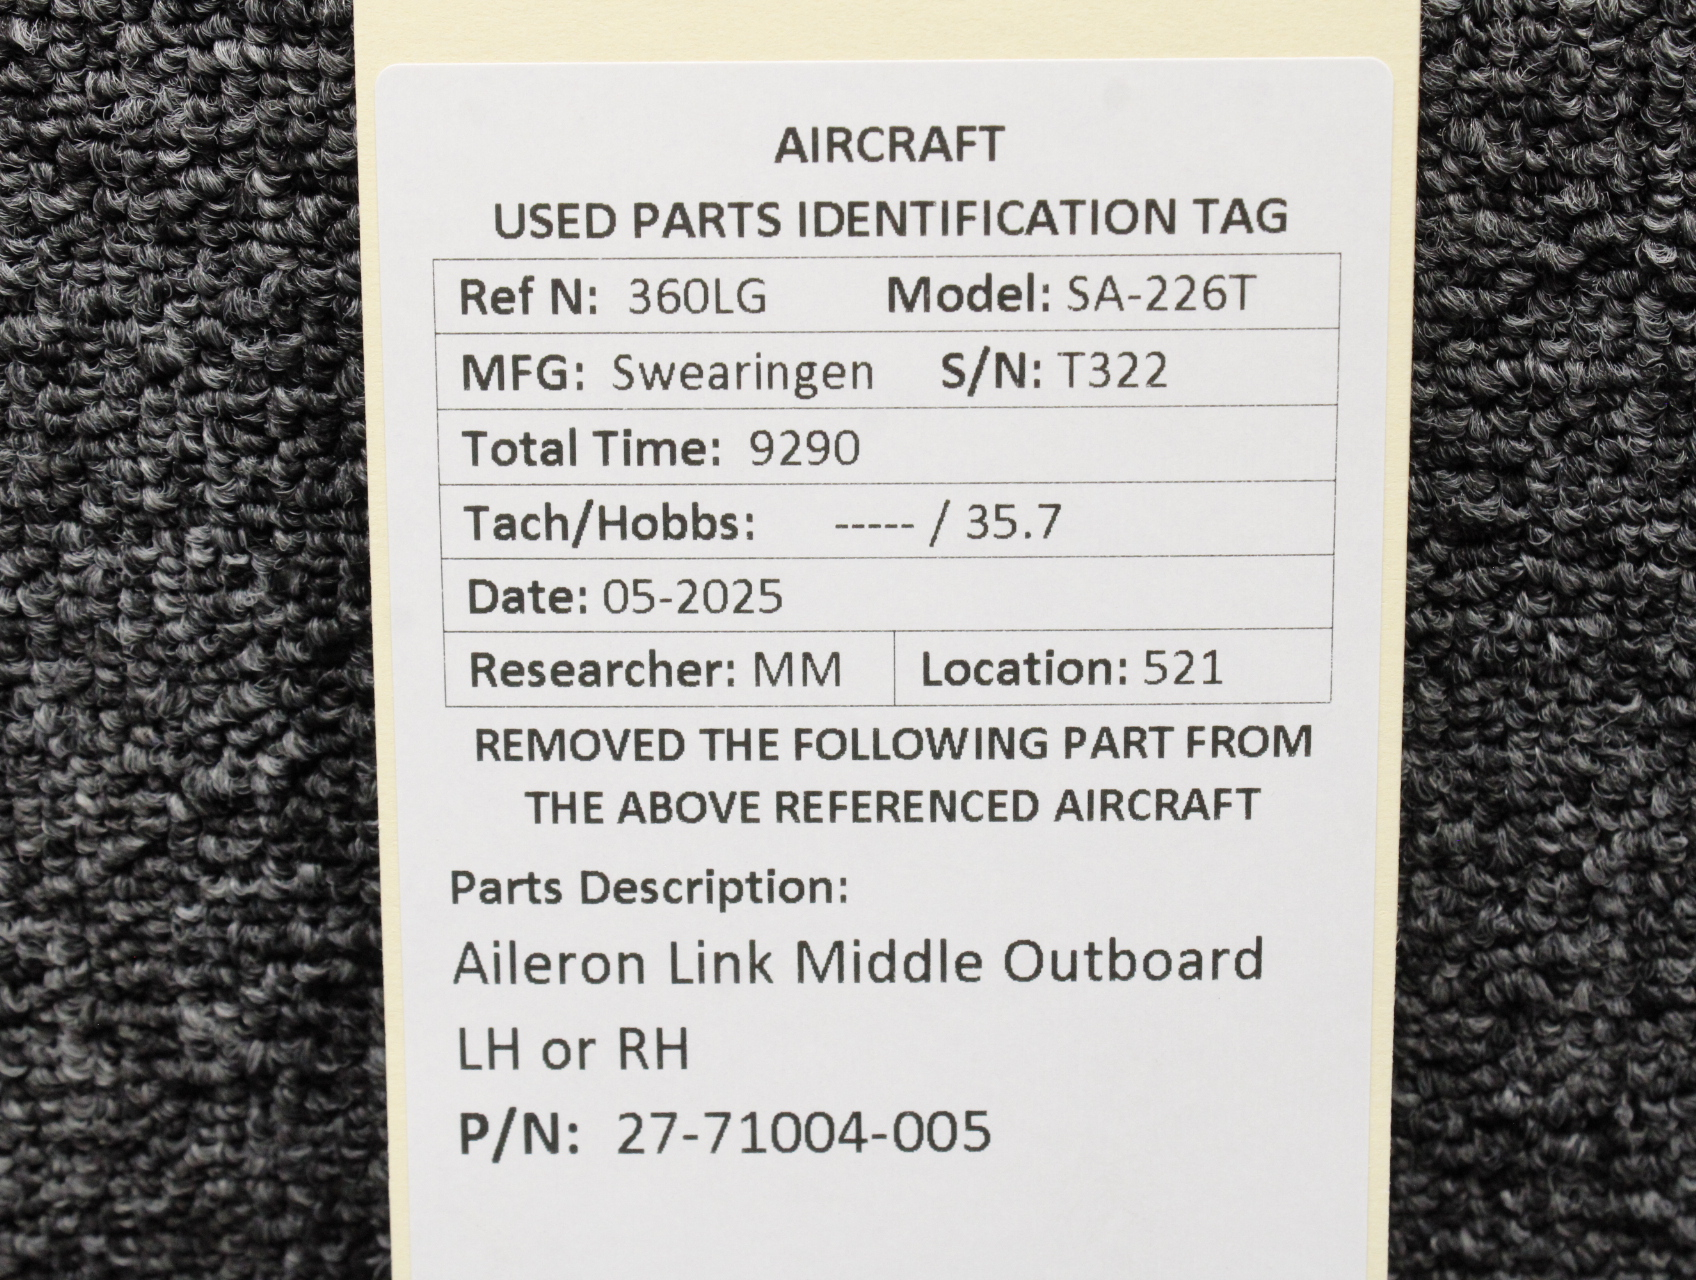 AIRCRAFT
USED PARTS IDENTIFICATION TAG
Ref N: 360LG Model: SA-226T
MFG: Swearingen S/N: T322
Total Time: 9290
Tach/Hobbs: ----- / 35.7
Date: 05-2025
Researcher: MM Location: 521
REMOVED THE FOLLOWING PART FROM
THE ABOVE REFERENCED AIRCRAFT
Parts Description:
Aileron Link Middle Outboard
LH or RH
P/N: 27-71004-005